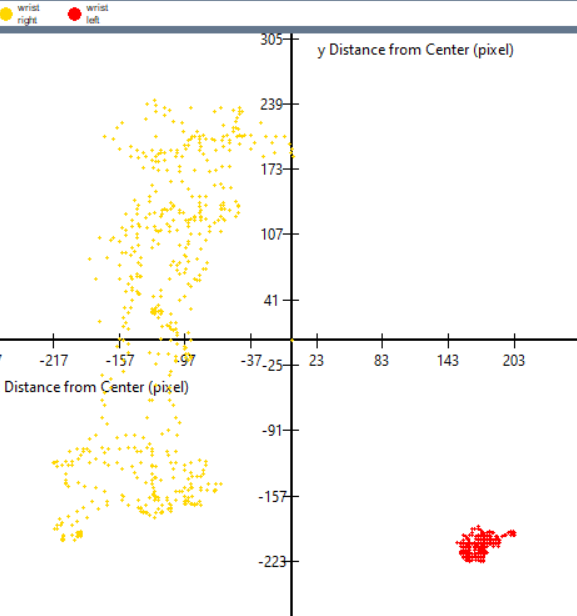 wrist
right
wrist
left
305
y Distance from Center (pixel)
239
173
107
41
-217 -157 -97 -37 23 83 143 203
-25
Distance from Center (pixel)
-91
-157
-223